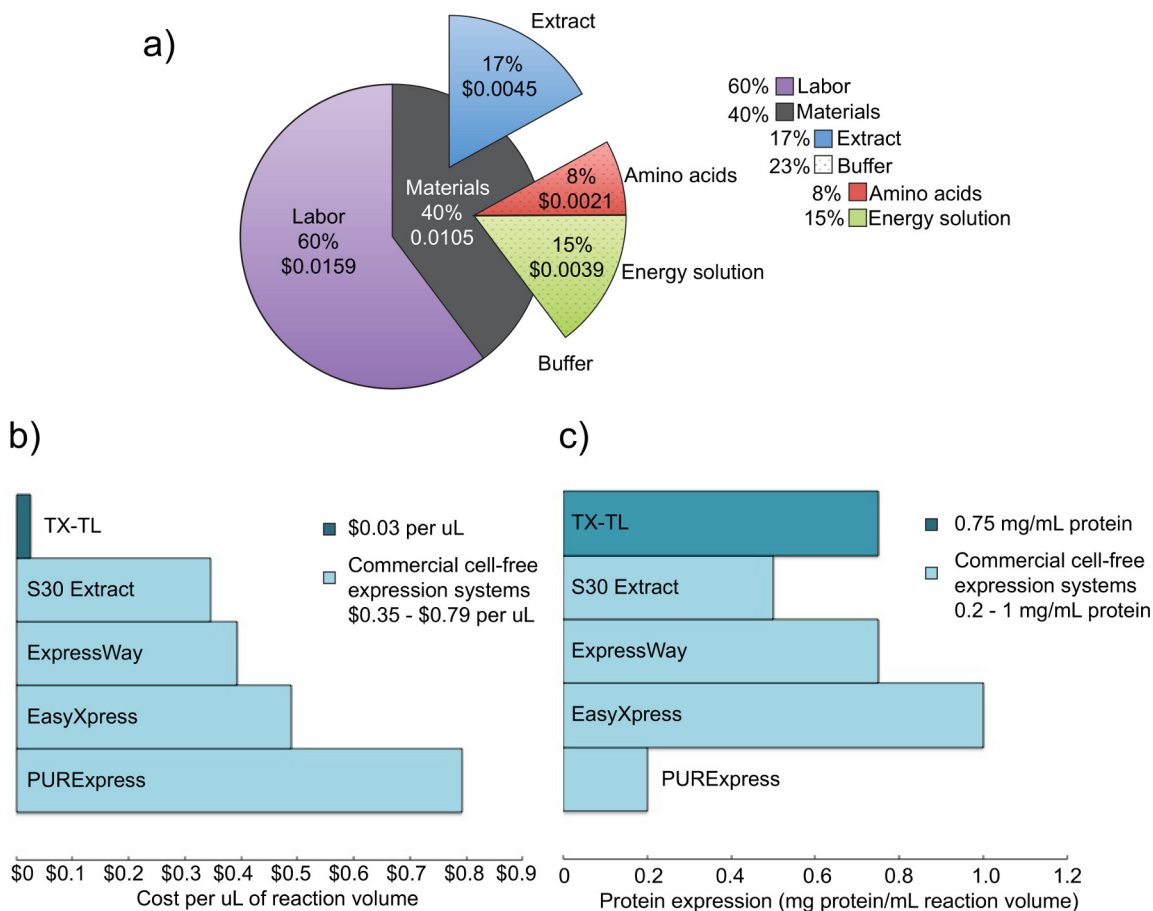 a)
Extract
17%
$0.0045
Amino acids
8%
$0.0021
Materials
40%
0.0105
Labor
60%
$0.0159
15%
$0.0039
Energy solution
Buffer
60% Labor
40% Materials
17% Extract
23% Buffer
8% Amino acids
15% Energy solution
b)
TX-TL
S30 Extract
ExpressWay
EasyXpress
PURExpress
$0.03 per uL
Commercial cell-free
expression systems
$0.35 - $0.79 per uL
$0 $0.1 $0.2 $0.3 $0.4 $0.5 $0.6 $0.7 $0.8 $0.9
Cost per uL of reaction volume
c)
TX-TL
S30 Extract
ExpressWay
EasyXpress
PURExpress
0.75 mg/mL protein
Commercial cell-free
expression systems
0.2 - 1 mg/mL protein
0 0.2 0.4 0.6 0.8 1.0 1.2
Protein expression (mg protein/mL reaction volume)